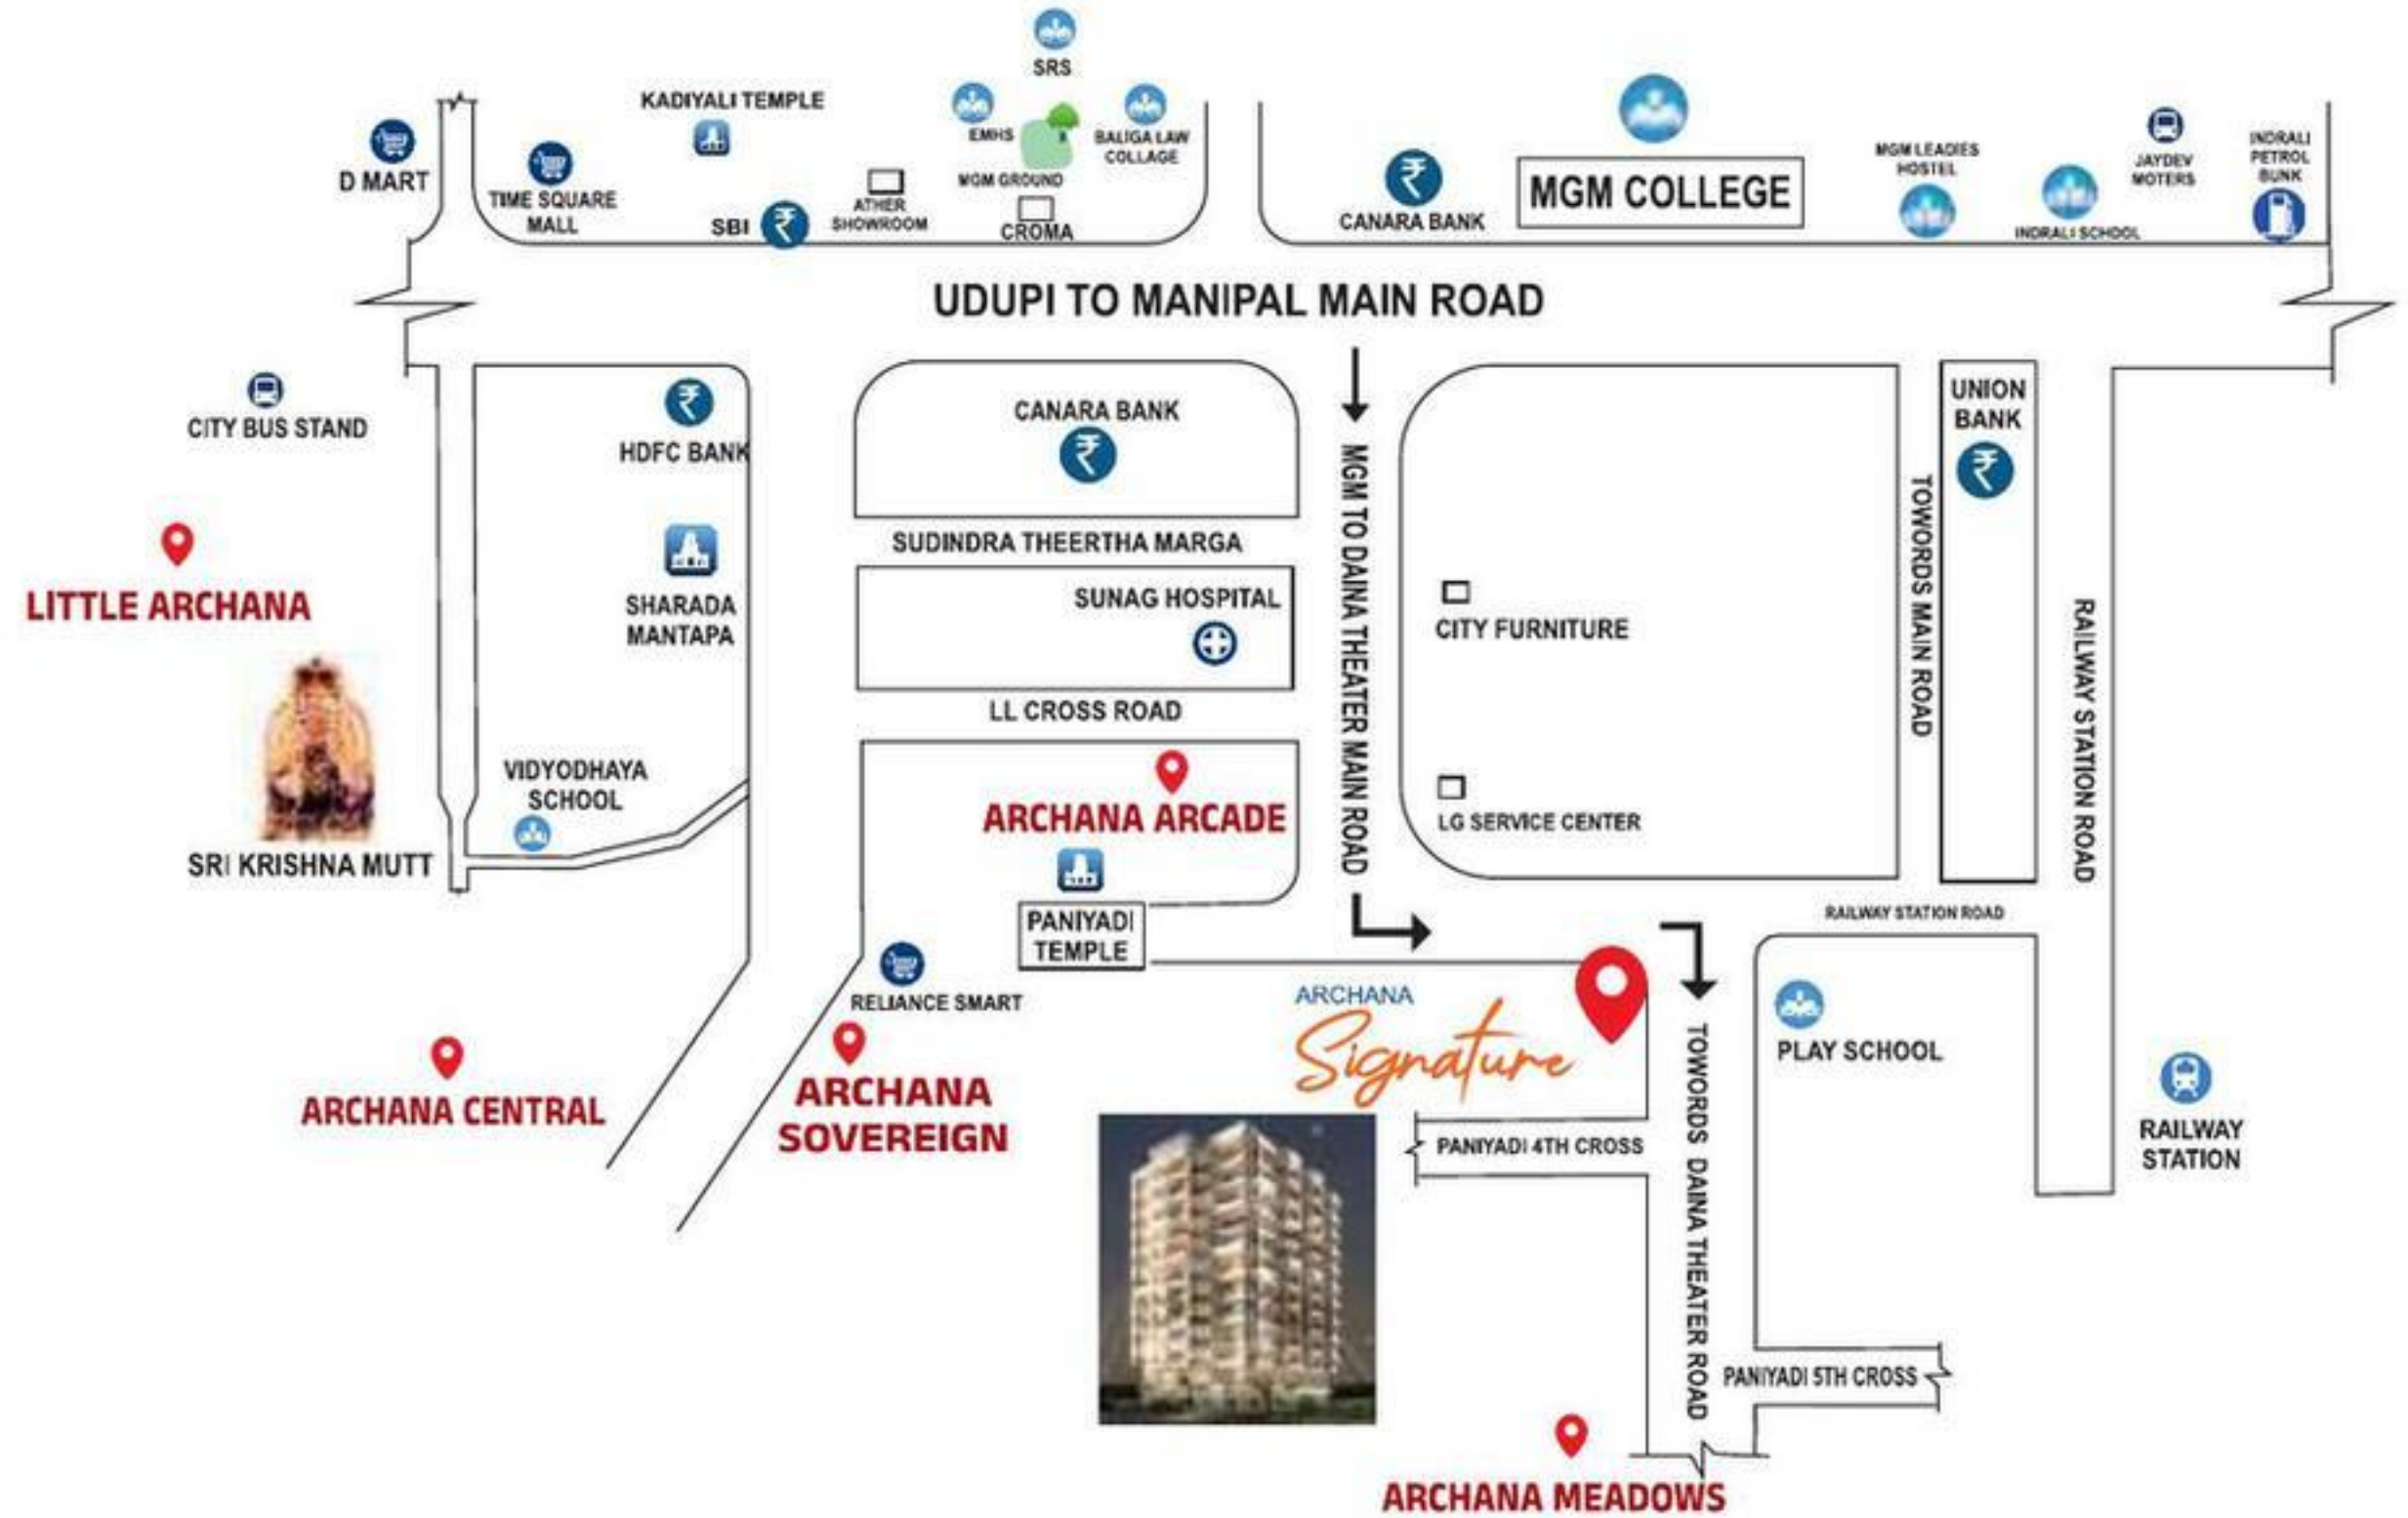 SRS
KADIYALI TEMPLE
EMHS
BALIGA LAW
COLLAGE
MGM GROUND
D MART
TIME SQUARE
MALL
SBI
ATHER
SHOWROOM
CROMA
CANARA BANK
MGM COLLEGE
MGM LEADIES
HOSTEL
INDRALI SCHOOL
JAYDEV
MOTERS
INDRALI
PETROL
BUNK
UDUPI TO MANIPAL MAIN ROAD
CITY BUS STAND
HDFC BANK
CANARA BANK
UNION
BANK
SUDINDRA THEERTHA MARGA
LITTLE ARCHANA
SHARADA
MANTAPA
SUNAG HOSPITAL
MGM TO DAINA THEATER MAIN ROAD
CITY FURNITURE
TOWORDS MAIN ROAD
RAILWAY STATION ROAD
LL CROSS ROAD
VIDYODHAYA
SCHOOL
ARCHANA ARCADE
LG SERVICE CENTER
SRI KRISHNA MUTT
PANIYADI
TEMPLE
RAILWAY STATION ROAD
RELIANCE SMART
ARCHANA
Signature
PLAY SCHOOL
ARCHANA CENTRAL
ARCHANA
SOVEREIGN
PANIYADI 4TH CROSS
TOWORDS DAINA THEATER ROAD
RAILWAY
STATION
PANIYADI 5TH CROSS
ARCHANA MEADOWS